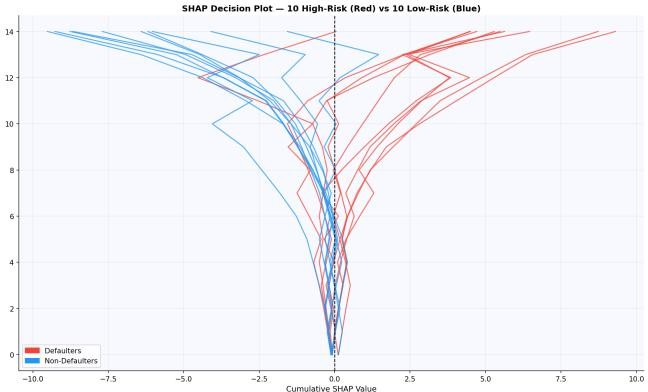 SHAP Decision Plot — 10 High-Risk (Red) vs 10 Low-Risk (Blue)
14
12
10
8
6
4
2
0
Defaulters
Non-Defaulters
−10.0 −7.5 −5.0 −2.5 0.0 2.5 5.0 7.5 10.0
Cumulative SHAP Value